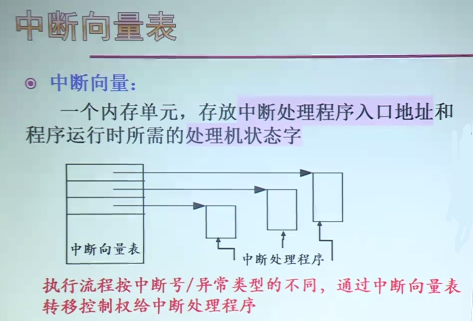 中断向量表
中断向量：
一个内存单元，存放中断处理程序入口地址和
程序运行时所需的处理机状态字
中断向量表
中断处理程序
执行流程按中断号/异常类型的不同，通过中断向量表
转移控制权给中断处理程序